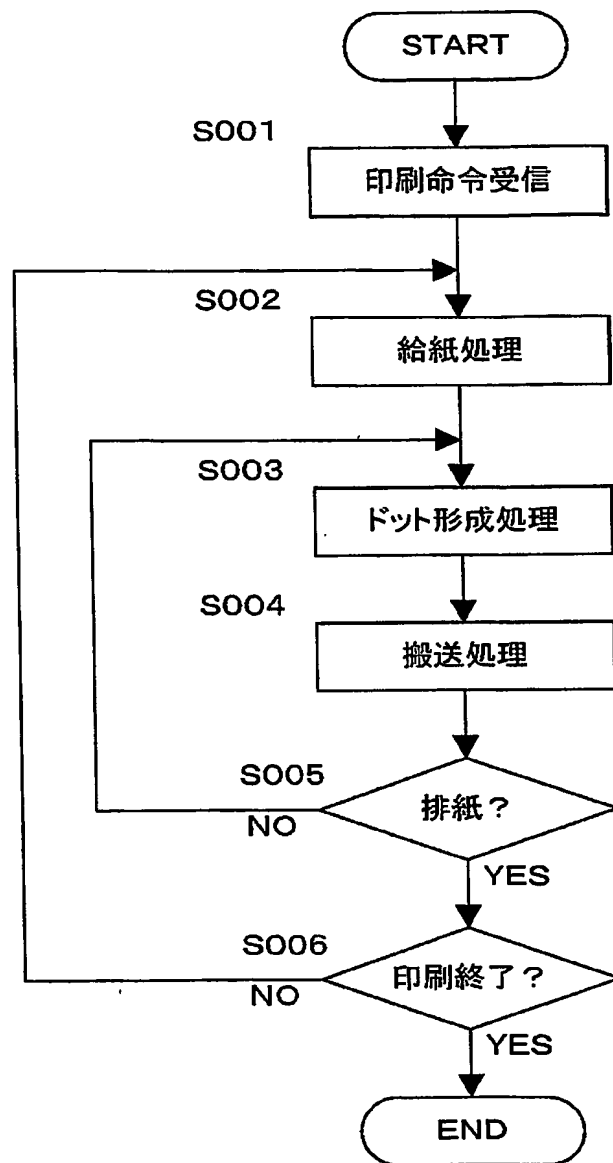 START
S001
印刷命令受信
S002
給紙処理
S003
ドット形成処理
S004
搬送処理
S005
排紙?
NO
YES
S006
印刷終了?
NO
YES
END